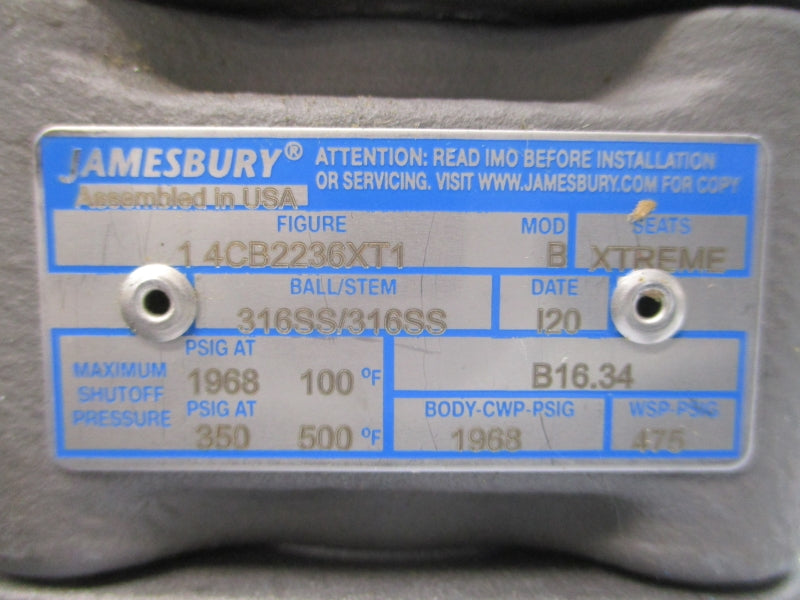 JAMESBURY®
Assembled in USA
ATTENTION: READ IMO BEFORE INSTALLATION
OR SERVICING. VISIT WWW.JAMESBURY.COM FOR COPY
FIGURE MOD SEATS
1 4CB2236XT1 B XTREME
BALL/STEM DATE
316SS/316SS I20
MAXIMUM
SHUTOFF
PRESSURE
PSIG AT
1968 100 °F
PSIG AT
350 500 °F
B16.34
BODY-CWP-PSIG WSP-PSIG
1968 475